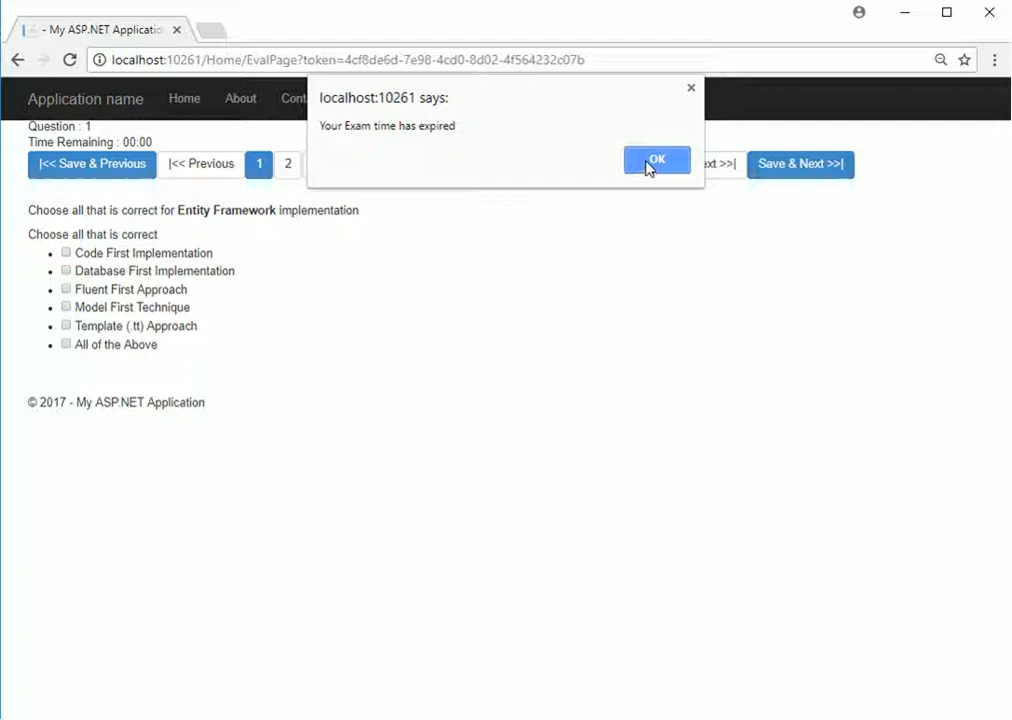 - My ASP.NET Applicatio
localhost:10261/Home/EvalPage?token=4cf8de6d-7e98-4cd0-8d02-4f564232c07b
Application name Home About Cont
localhost:10261 says:
Your Exam time has expired
OK
Question : 1
Time Remaining : 00:00
|<< Save & Previous |<< Previous 1 2 ext >>| Save & Next >>|
Choose all that is correct for Entity Framework implementation
Choose all that is correct
Code First Implementation
Database First Implementation
Fluent First Approach
Model First Technique
Template (.tt) Approach
All of the Above
© 2017 - My ASP.NET Application